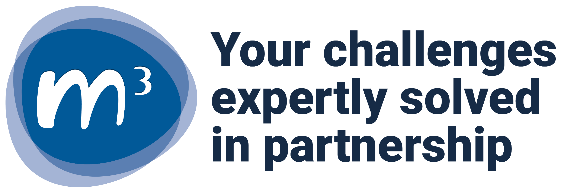 m³
Your challenges
expertly solved
in partnership